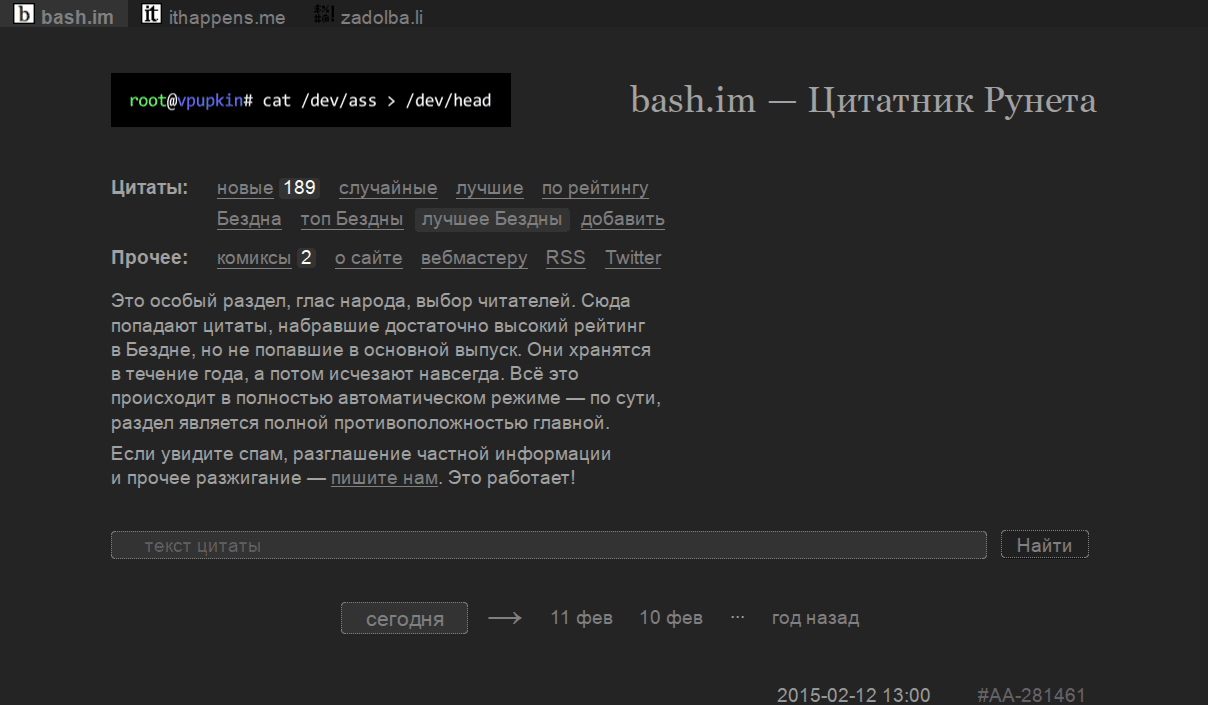 bash.im ithappens.me zadolba.li
root@vpupkin# cat /dev/ass > /dev/head
bash.im — Цитатник Рунета
Цитаты: новые 189 случайные лучшие по рейтингу
Бездна топ Бездны лучшее Бездны добавить
Прочее: комиксы 2 о сайте вебмастеру RSS Twitter
Это особый раздел, глас народа, выбор читателей. Сюда
попадают цитаты, набравшие достаточно высокий рейтинг
в Бездне, но не попавшие в основной выпуск. Они хранятся
в течение года, а потом исчезают навсегда. Всё это
происходит в полностью автоматическом режиме — по сути,
раздел является полной противоположностью главной.
Если увидите спам, разглашение частной информации
и прочее разжигание — пишите нам. Это работает!
текст цитаты Найти
сегодня → 11 фев 10 фев ... год назад
2015-02-12 13:00 #AA-281461